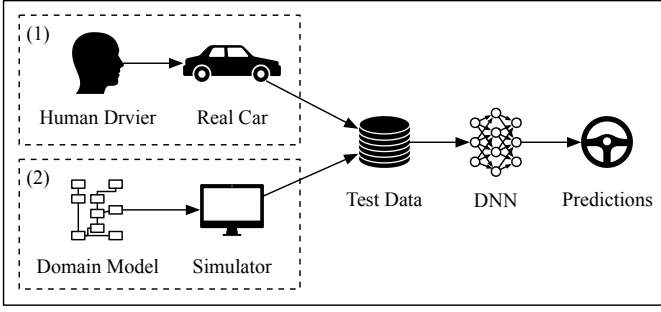 (1)
Human Drvier
Real Car
(2)
Domain Model
Simulator
Test Data
DNN
Predictions